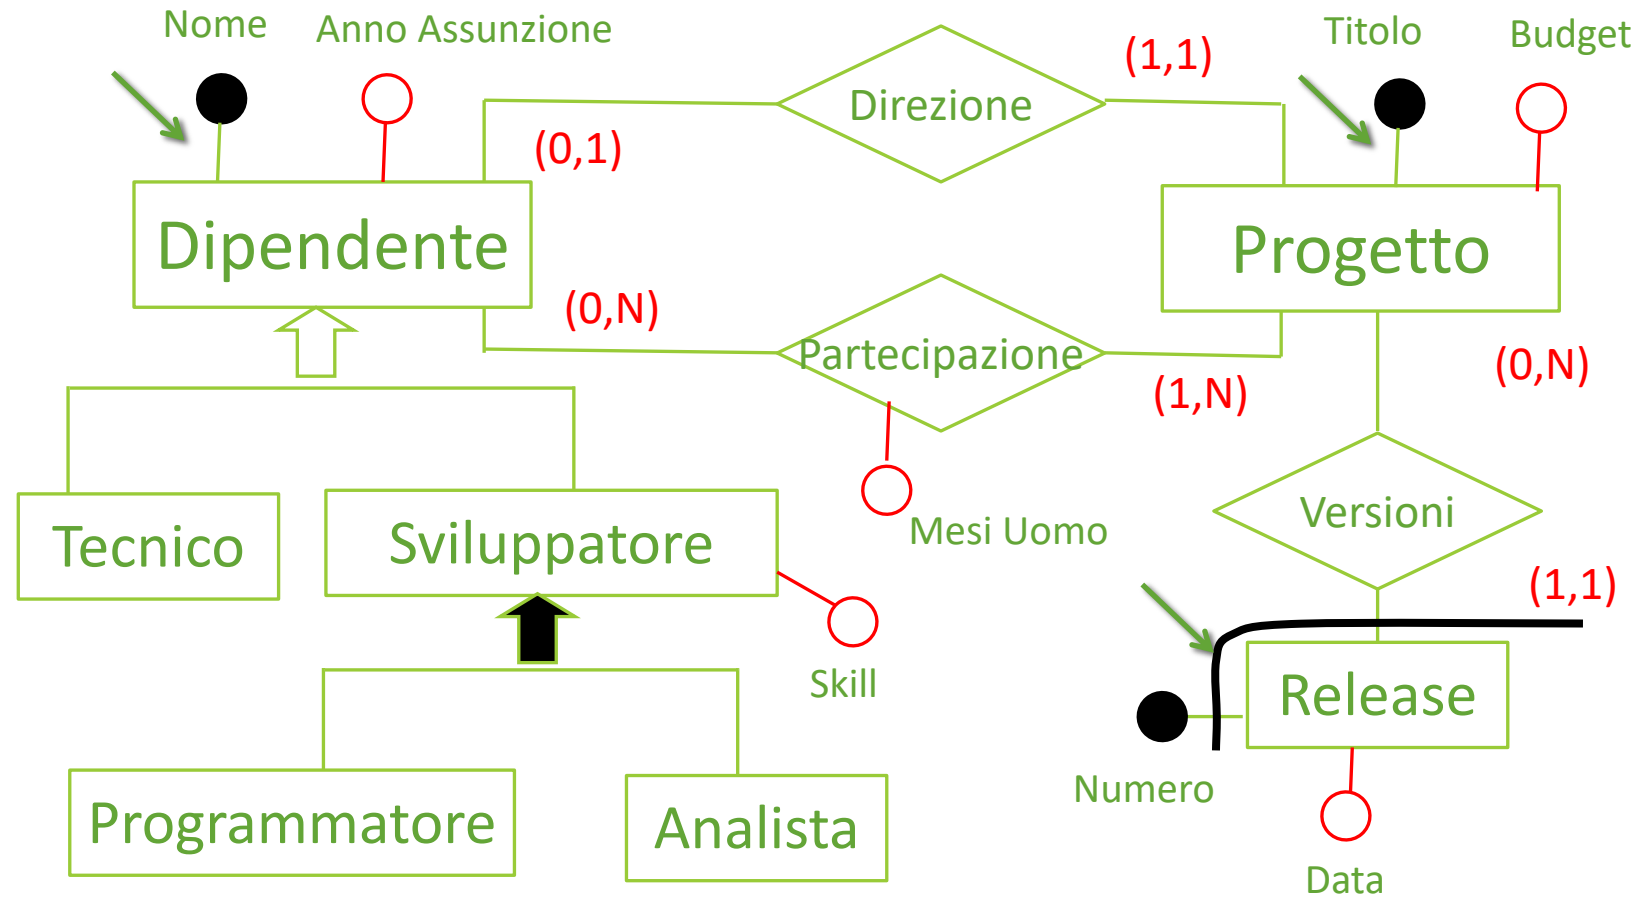 Nome
Anno Assunzione
Titolo
Budget
(1,1)
Direzione
(0,1)
Dipendente
Progetto
(0,N)
Partecipazione
(0,N)
(1,N)
Versioni
Tecnico
Sviluppatore
Mesi Uomo
(1,1)
Skill
Release
Numero
Programmatore
Analista
Data